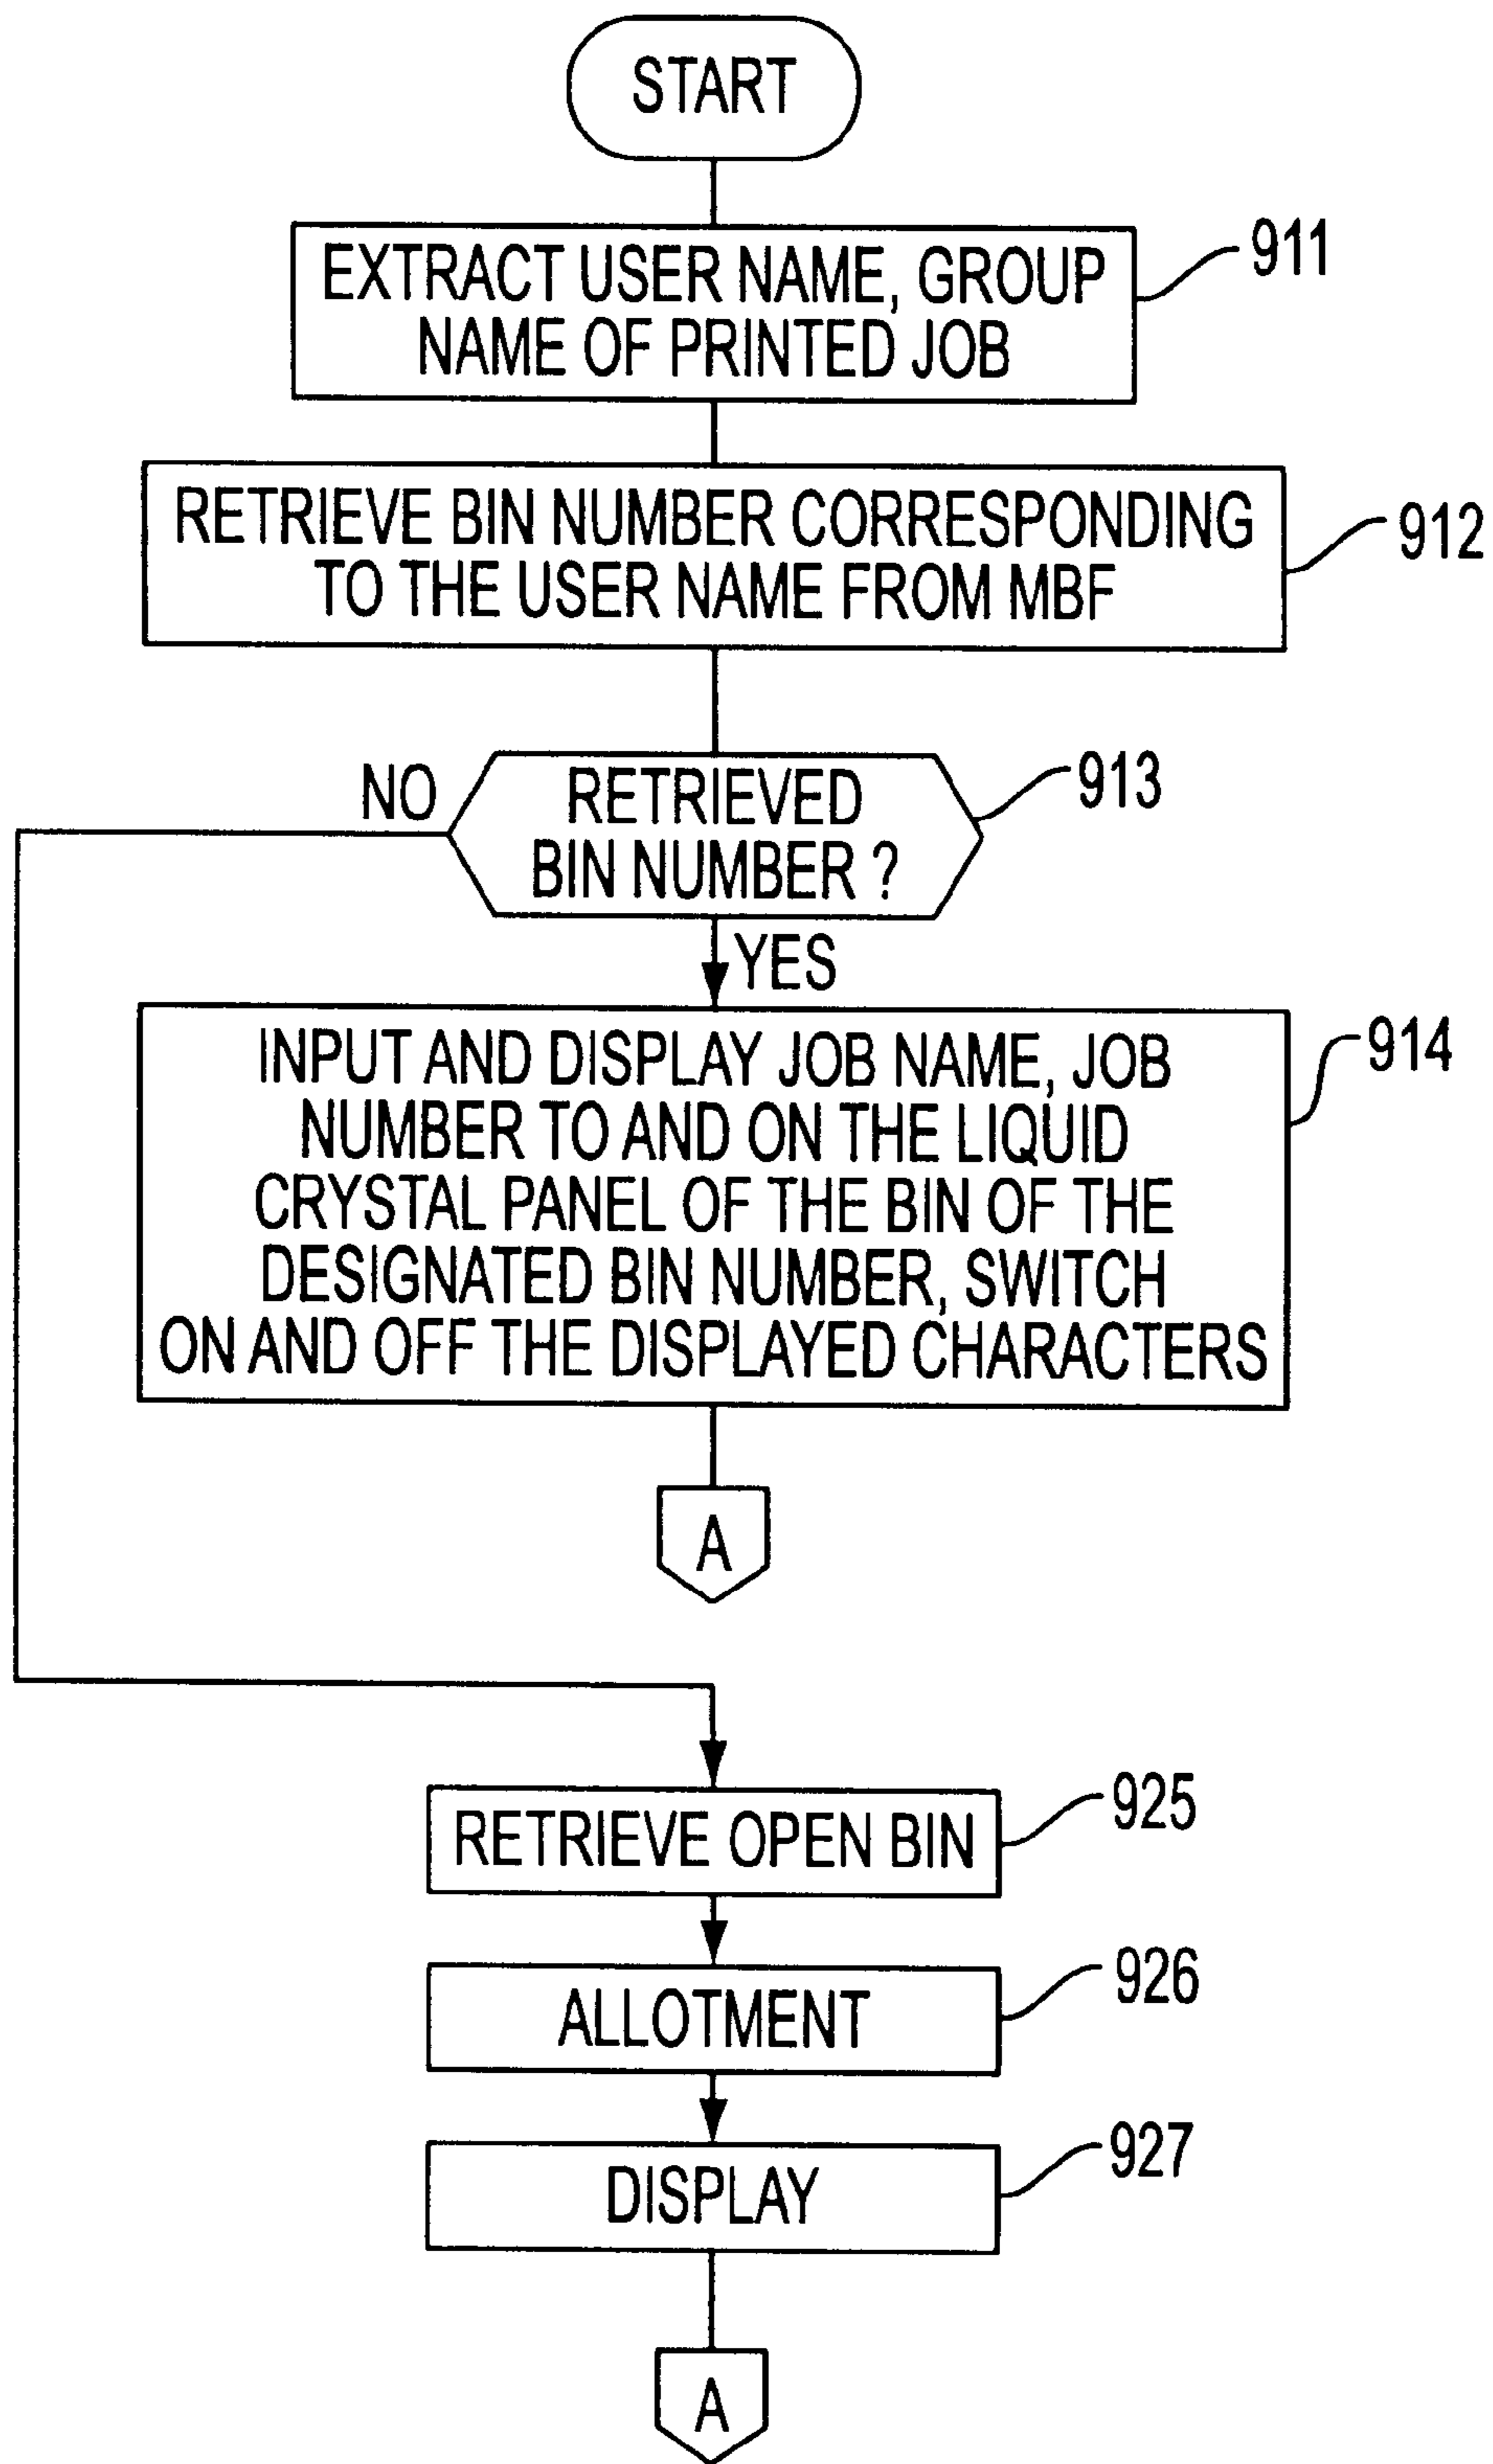 START
EXTRACT USER NAME, GROUP
NAME OF PRINTED JOB
911
RETRIEVE BIN NUMBER CORRESPONDING
TO THE USER NAME FROM MBF
912
NO
RETRIEVED
BIN NUMBER ?
913
YES
INPUT AND DISPLAY JOB NAME, JOB
NUMBER TO AND ON THE LIQUID
CRYSTAL PANEL OF THE BIN OF THE
DESIGNATED BIN NUMBER, SWITCH
ON AND OFF THE DISPLAYED CHARACTERS
914
A
RETRIEVE OPEN BIN
925
ALLOTMENT
926
DISPLAY
927
A